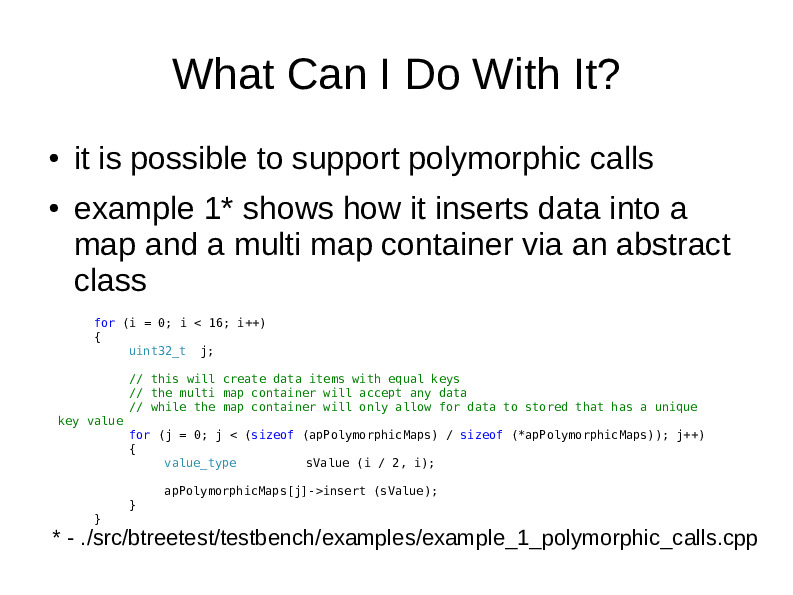 What Can I Do With It?
• it is possible to support polymorphic calls
• example 1* shows how it inserts data into a
map and a multi map container via an abstract
class
for (i = 0; i < 16; i++)
{
uint32_t  j;
// this will create data items with equal keys
// the multi map container will accept any data
// while the map container will only allow for data to stored that has a unique
key value
for (j = 0; j < (sizeof (apPolymorphicMaps) / sizeof (*apPolymorphicMaps)); j++)
{
value_type          sValue (i / 2, i);
apPolymorphicMaps[j]->insert (sValue);
}
}
* - ./src/btreetest/testbench/examples/example_1_polymorphic_calls.cpp